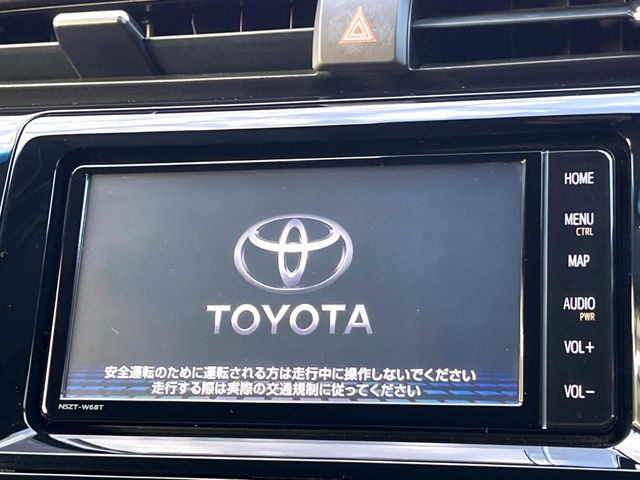 HOME
MENU
CTRL
MAP
AUDIO
PWR
VOL+
VOL-
TOYOTA
安全運転のために運転される方は走行中に操作しないでください
走行する際は実際の交通規制に従ってください
NSZT-W68T